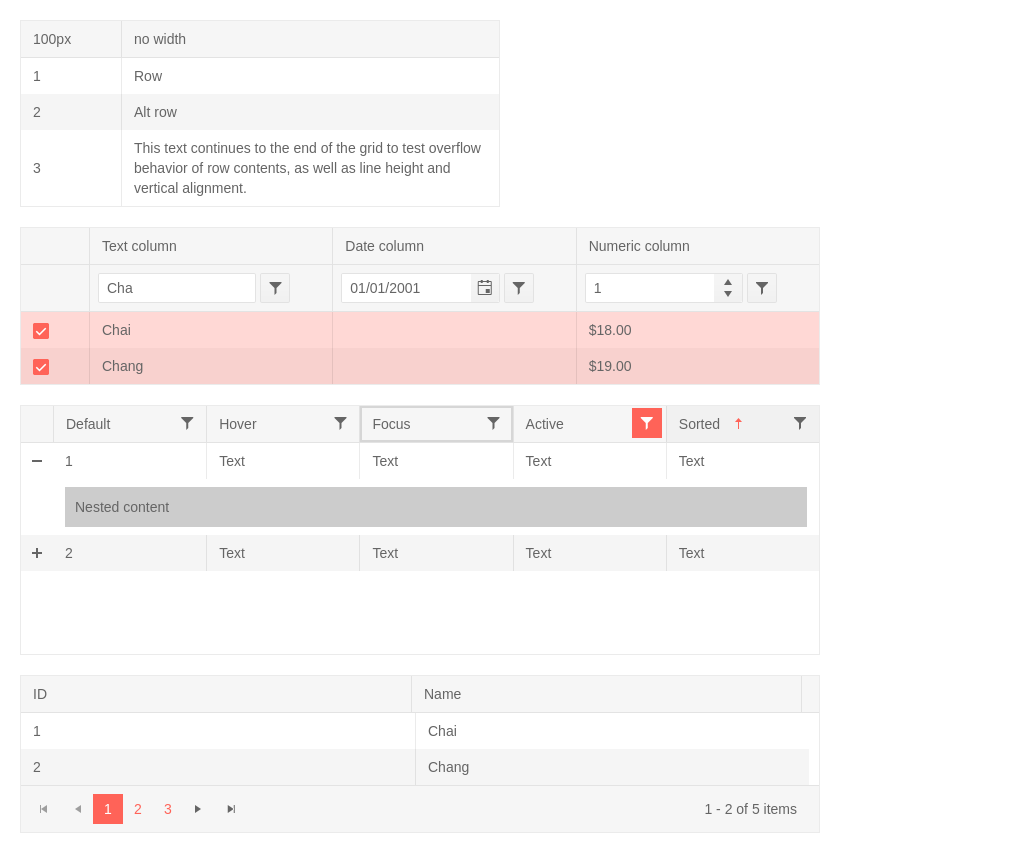 100px no width
1 Row
2 Alt row
This text continues to the end of the grid to test overflow
3 behavior of row contents, as well as line height and
vertical alignment.
Text column Date column Numeric column
Cha 01/01/2001 1
Chai $18.00
Chang $19.00
Default Hover Focus Active Sorted
1 Text Text Text Text
Nested content
2 Text Text Text Text
ID Name
1 Chai
2 Chang
1 2 3 1 - 2 of 5 items